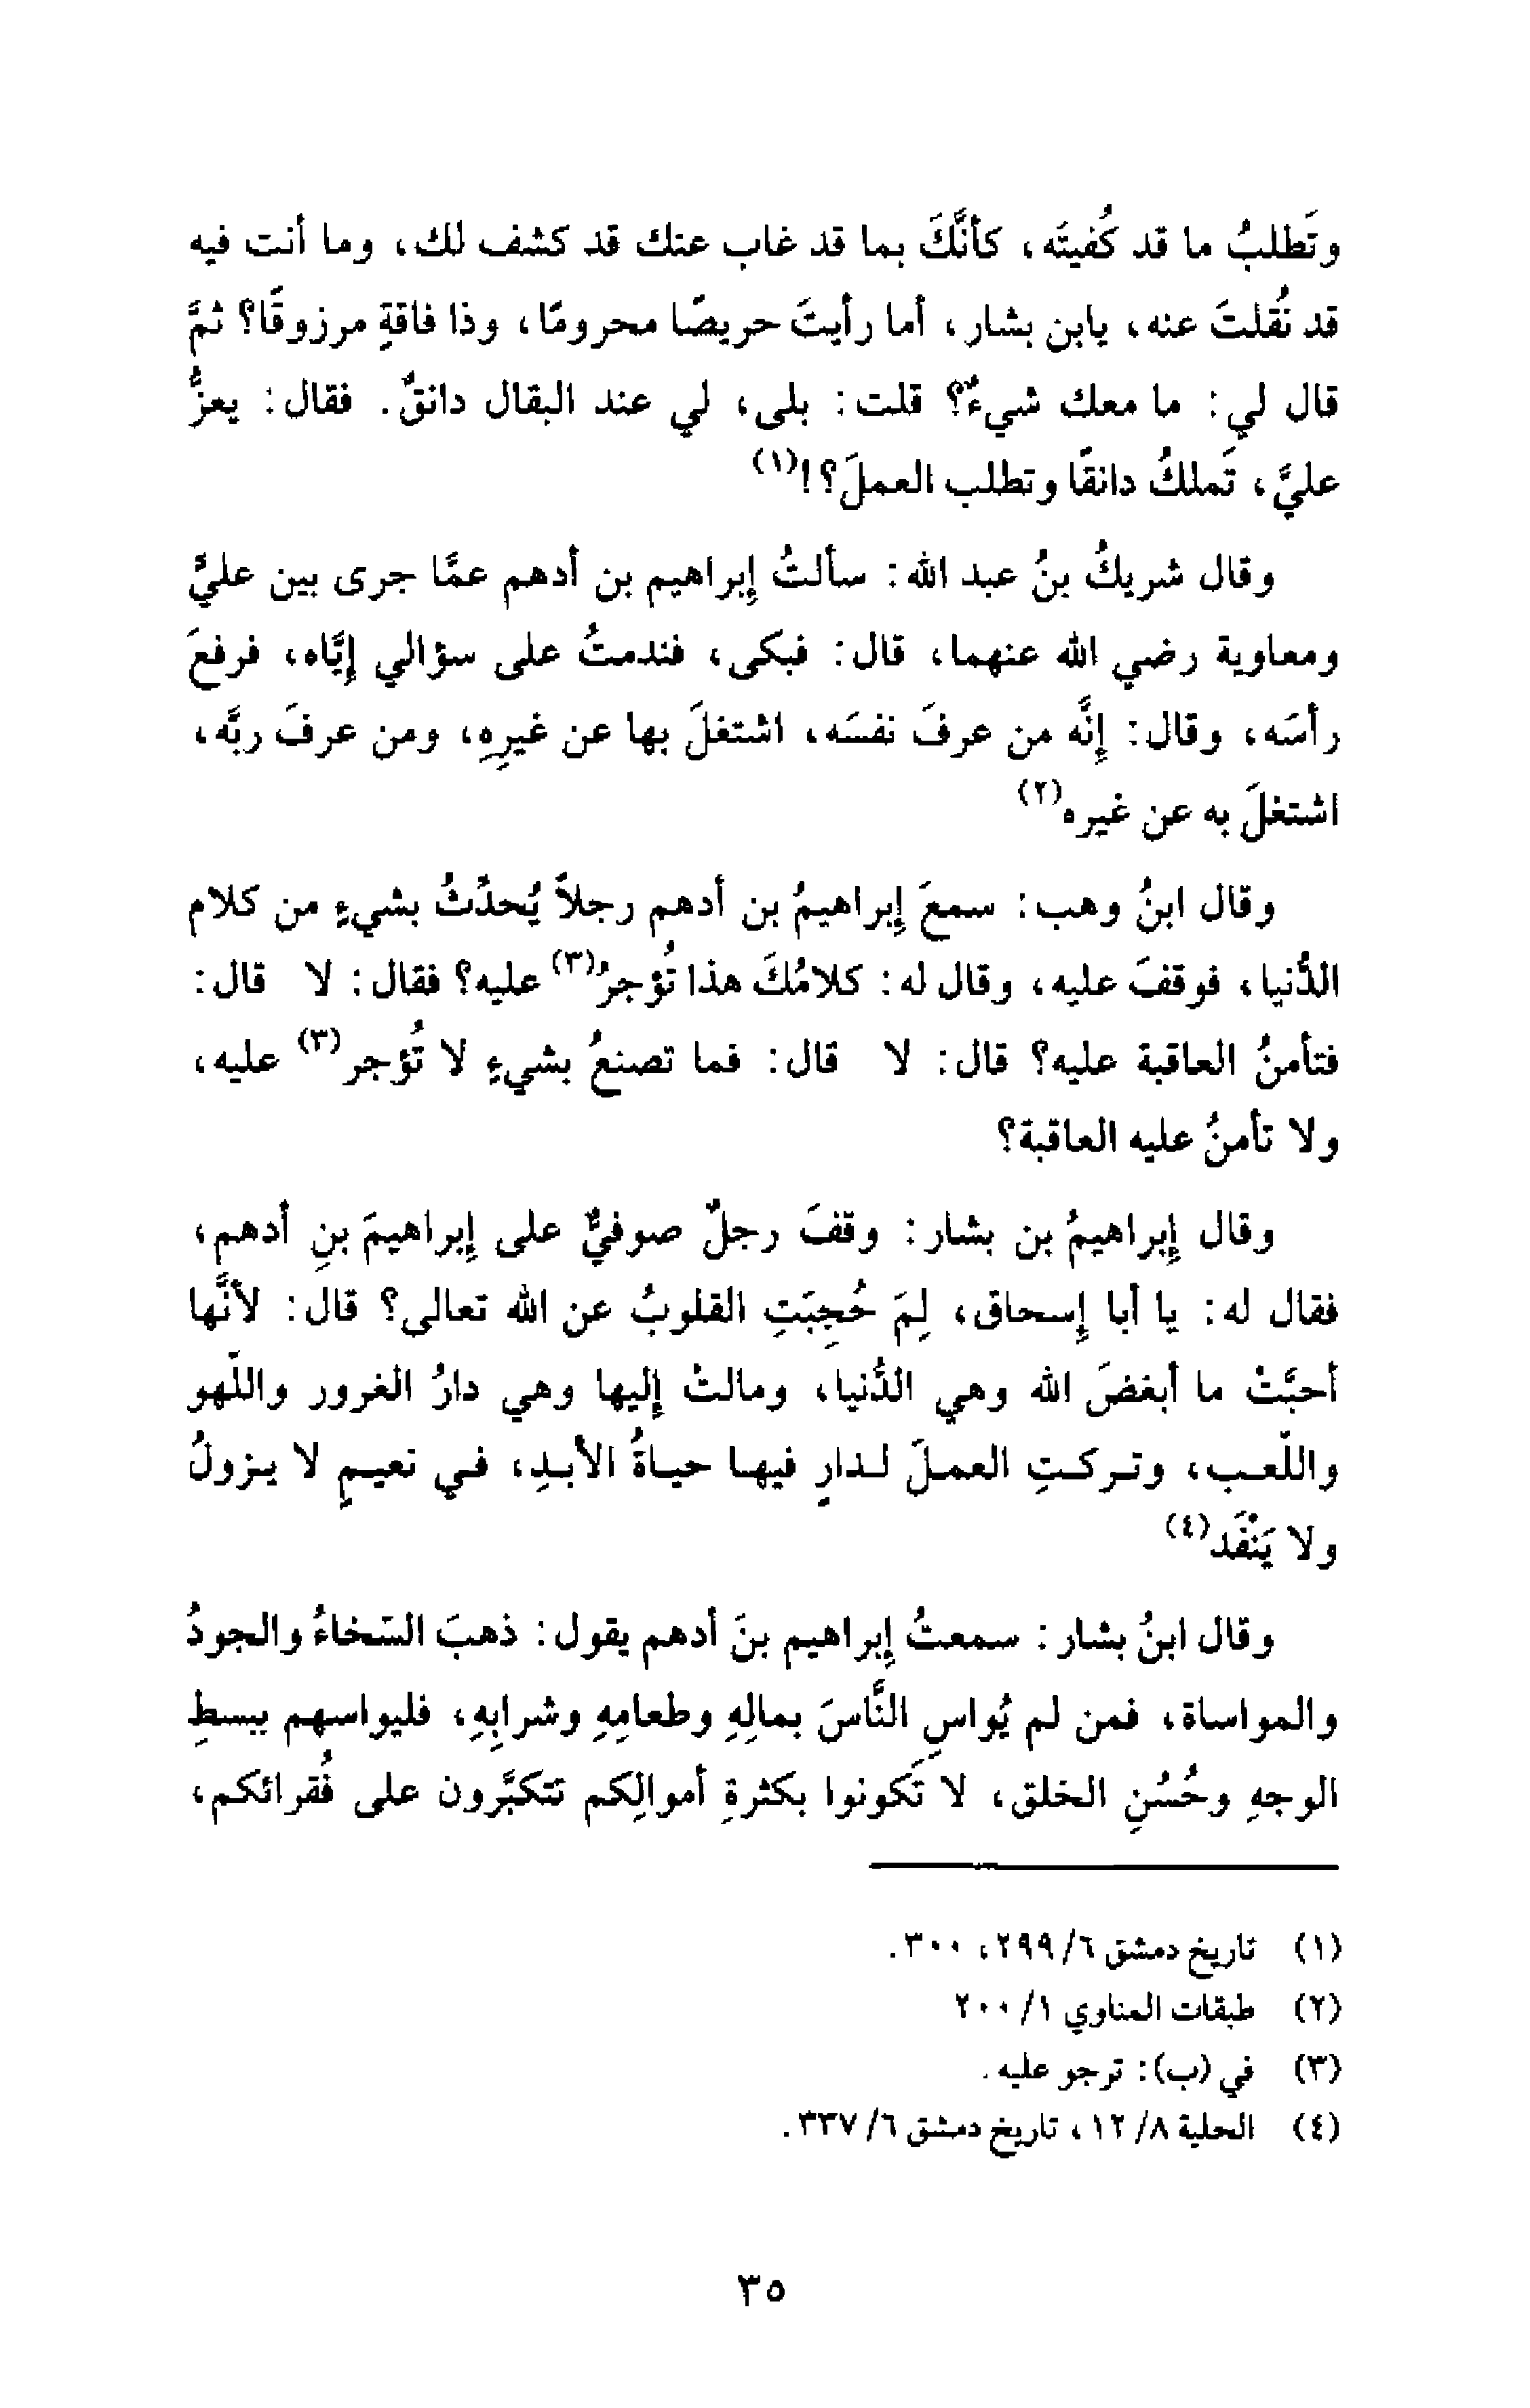 وتَطلبُ ما قد كُفيتَه، كأنَّكَ بما قد غاب عنك قد كشف لك، وما أنت فيه
قد نُقلتَ عنه، يابن بشار، أما رأيتَ حريصًا محرومًا، وذا فاقةٍ مرزوقًا؟ ثمَّ
قال لي: ما معك شيءٌ؟ قلت: بلى، لي عند البقال دانقٌ. فقال: يعزُّ
عليَّ، تَملكُ دانقًا وتطلب العملَ؟!(١)
وقال شريكُ بنُ عبد الله: سألتُ إبراهيم بن أدهم عمَّا جرى بين عليٍّ
ومعاوية رضي الله عنهما، قال: فبكى، فندمتُ على سؤالي إيَّاه، فرفعَ
رأسَه، وقال: إنَّه من عرفَ نفسَه، اشتغلَ بها عن غيرِهِ، ومن عرفَ ربَّه،
اشتغلَ به عن غيره(٢)
وقال ابنُ وهب: سمعَ إبراهيمُ بن أدهم رجلاً يُحدِّثُ بشيءٍ من كلام
الدُّنيا، فوقفَ عليه، وقال له: كلامُكَ هذا تُؤجرُ(٣) عليه؟ فقال: لا قال:
فتأمنُ العاقبة عليه؟ قال: لا قال: فما تصنعُ بشيءٍ لا تُؤجر(٣) عليه،
ولا تأمنُ عليه العاقبة؟
وقال إبراهيمُ بن بشار: وقفَ رجلٌ صوفيٌّ على إبراهيمَ بنِ أدهم،
فقال له: يا أبا إسحاق، لِمَ حُجِبَتِ القلوبُ عن الله تعالى؟ قال: لأنَّها
أحبَّتْ ما أبغضَ الله وهي الدُّنيا، ومالتْ إليها وهي دارُ الغرور واللَّهو
واللَّعب، وتركتِ العملَ لدارٍ فيها حياةُ الأبدِ، في نعيمٍ لا يزولُ
ولا يَنْفَد(٤)
وقال ابنُ بشار: سمعتُ إبراهيم بنَ أدهم يقول: ذهبَ السَّخاءُ والجودُ
والمواساة، فمن لم يُواسِ النَّاسَ بمالِهِ وطعامِهِ وشرابِهِ، فليواسهم ببسطِ
الوجهِ وحُسْنِ الخلق، لا تَكونوا بكثرةِ أموالِكم تتكبَّرون على فُقرائكم،
(١) تاريخ دمشق ٦/ ٢٩٩، ٣٠٠.
(٢) طبقات المناوي ١/ ٢٠٠
(٣) في (ب): ترجو عليه.
(٤) الحلية ٨/ ١٢، تاريخ دمشق ٦/ ٣٣٧.
٣٥